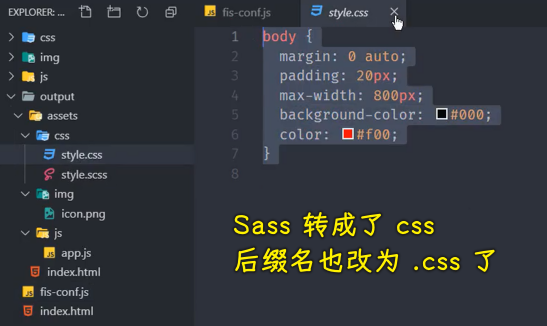 EXPLORER: ...
fis-conf.js
style.css
css
img
js
output
assets
css
style.css
style.scss
img
icon.png
js
app.js
index.html
fis-conf.js
index.html
1 body {
2 margin: 0 auto;
3 padding: 20px;
4 max-width: 800px;
5 background-color: #000;
6 color: #f00;
7 }
8
Sass 转成了 css
后缀名也改为 .css 了